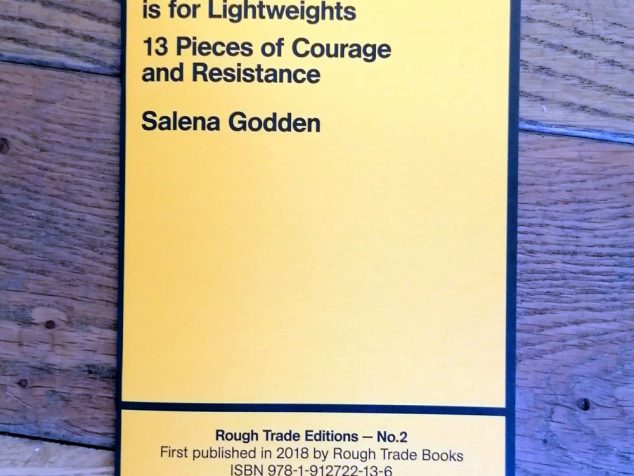 is for Lightweights
13 Pieces of Courage
and Resistance
Salena Godden
Rough Trade Editions — No.2
First published in 2018 by Rough Trade Books
ISBN 978-1-912722-13-6